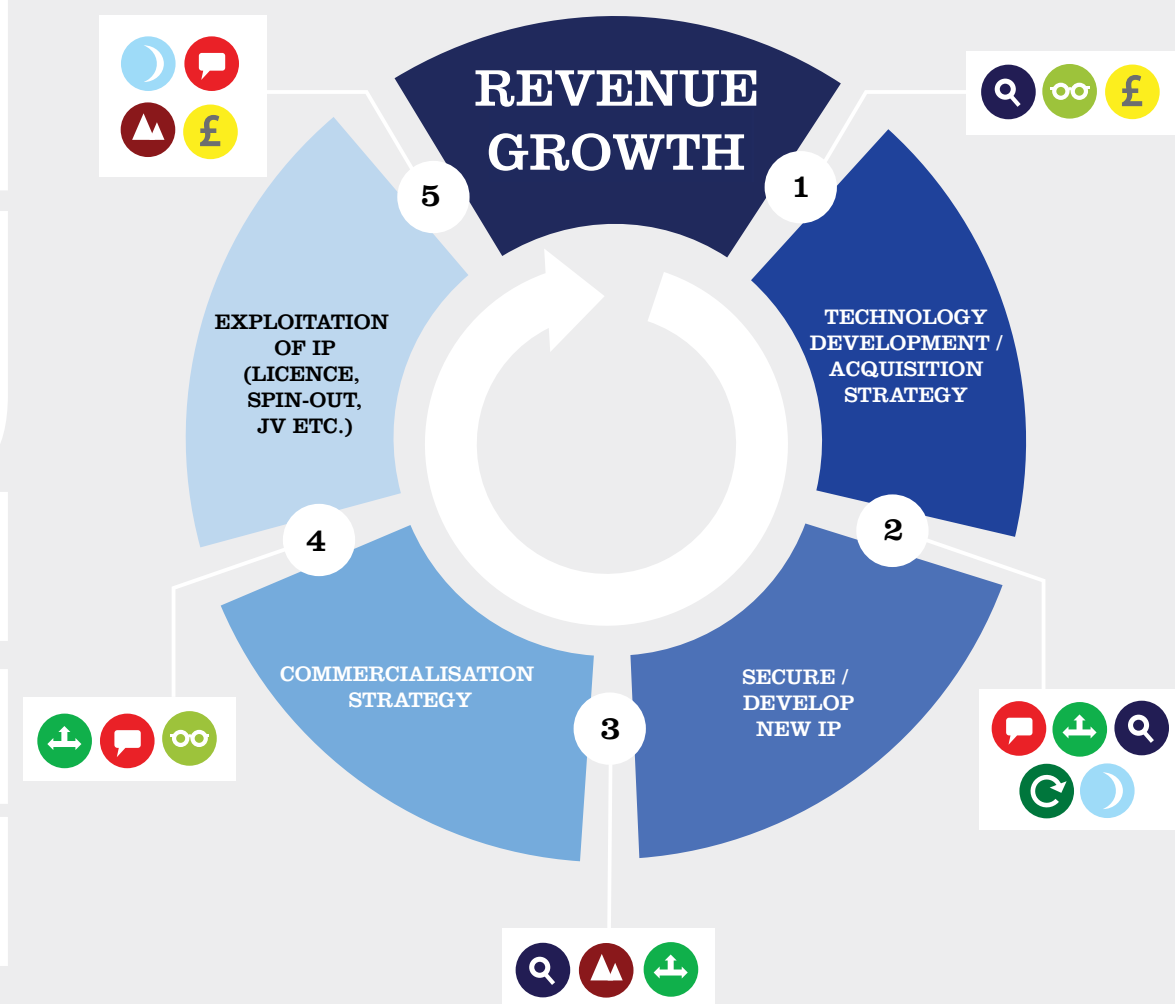 REVENUE
GROWTH
1
TECHNOLOGY
DEVELOPMENT /
ACQUISITION
STRATEGY
2
SECURE /
DEVELOP
NEW IP
3
COMMERCIALISATION
STRATEGY
4
EXPLOITATION
OF IP
(LICENCE,
SPIN-OUT,
JV ETC.)
5
£
£